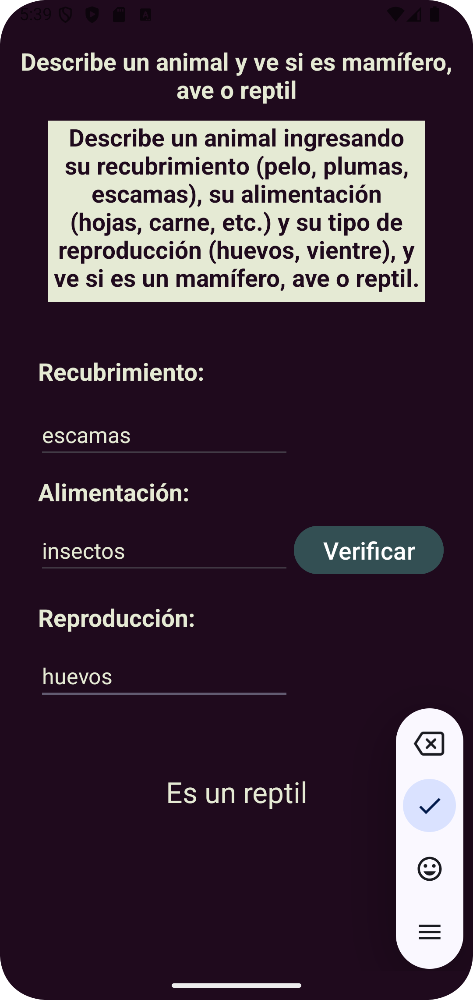 5:39
Describe un animal y ve si es mamífero,
ave o reptil
Describe un animal ingresando
su recubrimiento (pelo, plumas,
escamas), su alimentación
(hojas, carne, etc.) y su tipo de
reproducción (huevos, vientre), y
ve si es un mamífero, ave o reptil.
Recubrimiento:
escamas
Alimentación:
insectos
Verificar
Reproducción:
huevos
Es un reptil